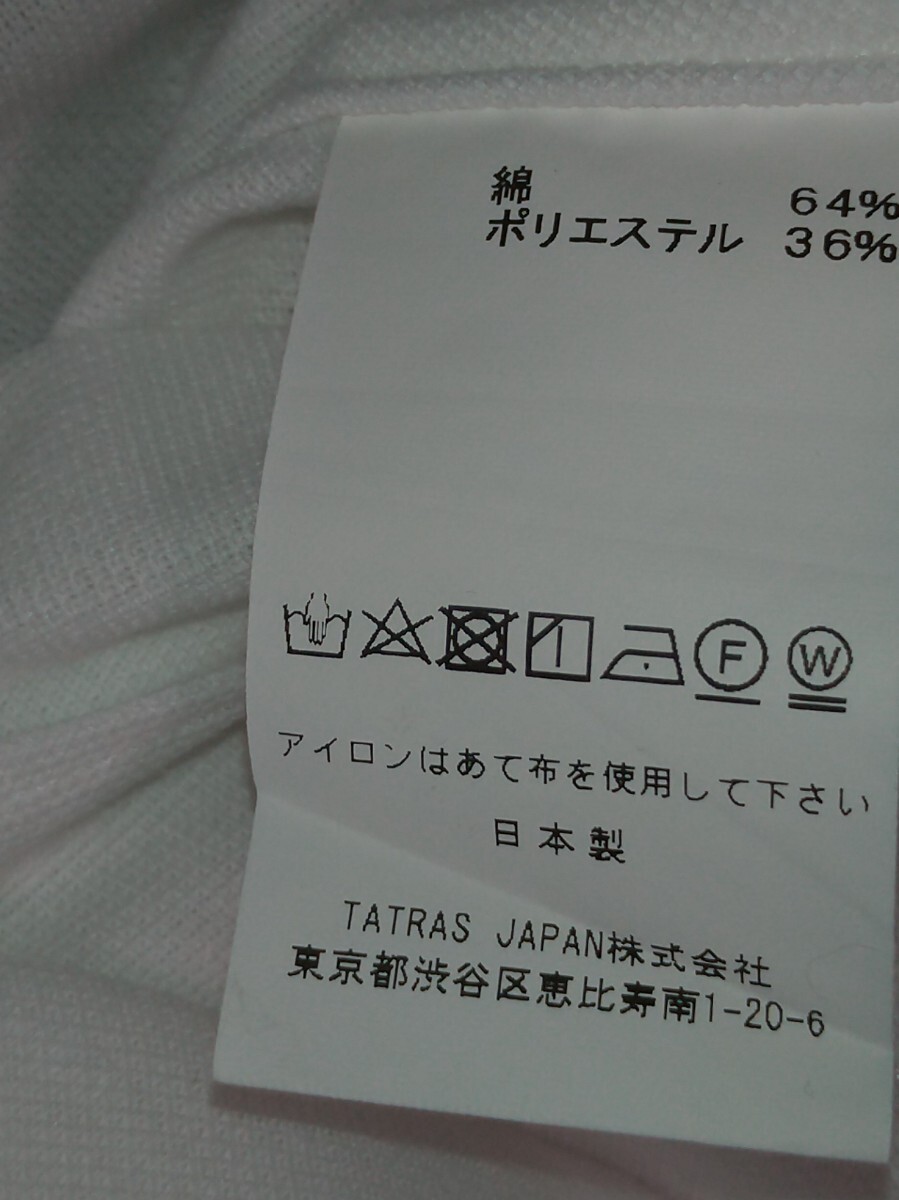 綿 64%
ポリエステル 36%
F W
アイロンはあて布を使用して下さい
日本製
TATRAS JAPAN株式会社
東京都渋谷区恵比寿南1-20-6